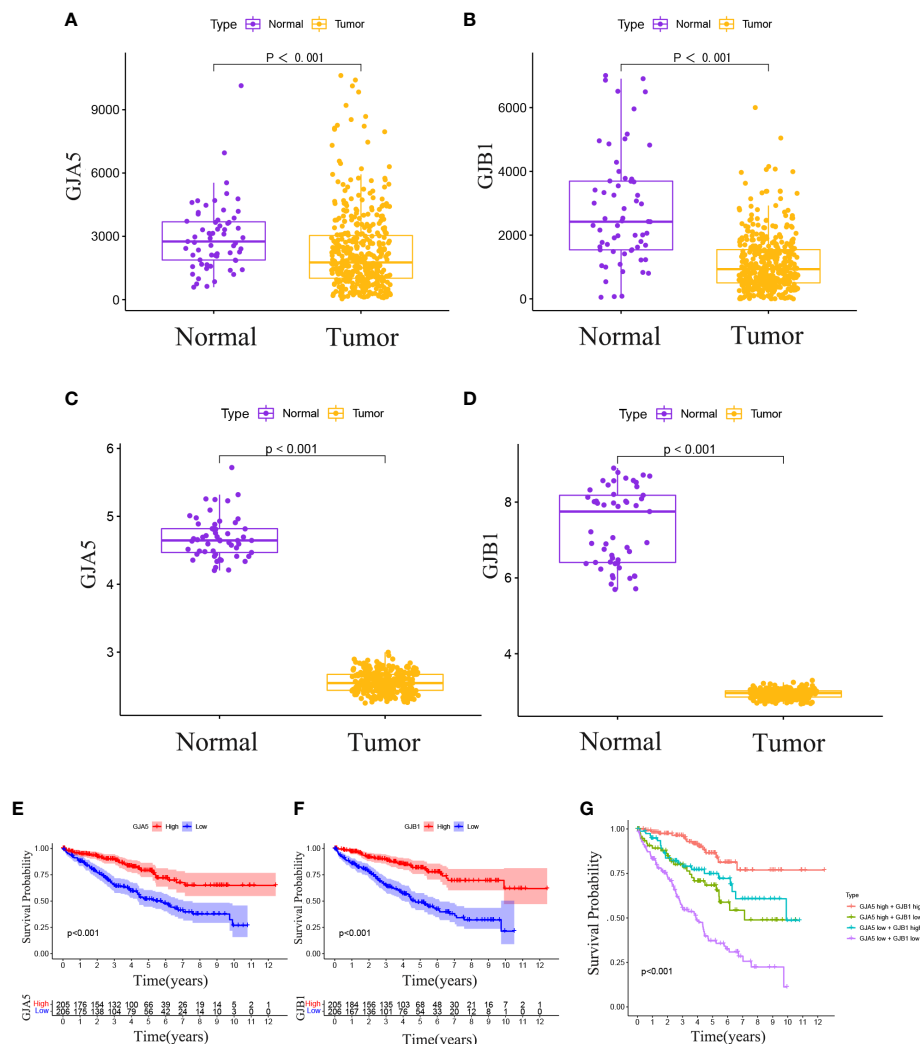 A
Type Normal Tumor
P < 0.001
GJA5
9000
6000
3000
0
Normal Tumor
B
Type Normal Tumor
P < 0.001
GJB1
6000
4000
2000
0
Normal Tumor
C
Type Normal Tumor
p < 0.001
GJA5
6
5
4
3
Normal Tumor
D
Type Normal Tumor
p < 0.001
GJB1
8
6
4
Normal Tumor
E
GJA5 High Low
Survival Probability
1.00
0.75
0.50
0.25
0.00
p<0.001
0 1 2 3 4 5 6 7 8 9 10 11 12
Time(years)
GJA5
High 205 176 154 132 100 66 39 26 19 14 5 2 1
Low 206 175 138 104 79 56 42 24 14 10 3 0 0
0 1 2 3 4 5 6 7 8 9 10 11 12
Time(years)
F
GJB1 High Low
Survival Probability
1.00
0.75
0.50
0.25
0.00
p<0.001
0 1 2 3 4 5 6 7 8 9 10 11 12
Time(years)
GJB1
High 205 184 156 135 103 68 48 30 21 16 7 2 1
Low 206 167 136 101 76 54 33 20 12 8 1 0 0
0 1 2 3 4 5 6 7 8 9 10 11 12
Time(years)
G
Survival Probability
1.00
0.75
0.50
0.25
0.00
p<0.001
0 1 2 3 4 5 6 7 8 9 10 11 12
Time(years)
Type
GJA5 high + GJB1 hig
GJA5 high + GJB1 low
GJA5 low + GJB1 high
GJA5 low + GJB1 low